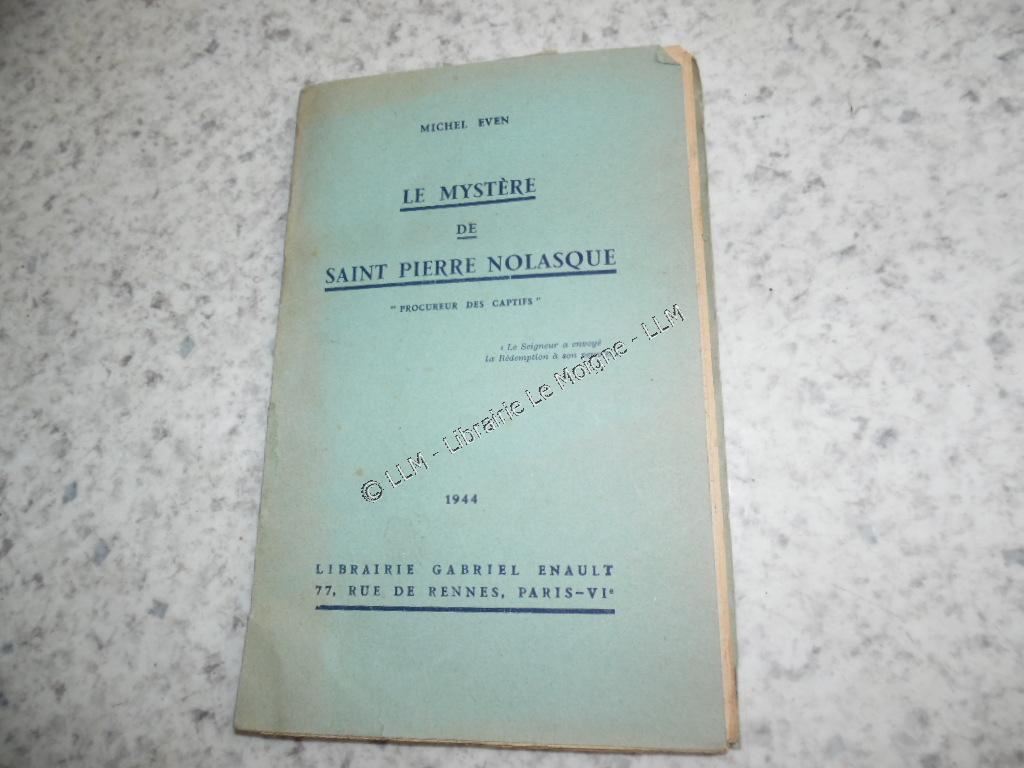 MICHEL EVEN
LE MYSTÈRE
DE
SAINT PIERRE NOLASQUE
" PROCUREUR DES CAPTIFS "
« Le Seigneur a envoyé
la Rédemption à son
© LLM - Librairie Le Moigne - LLM
1944
LIBRAIRIE GABRIEL ENAULT
77, RUE DE RENNES, PARIS-VIe